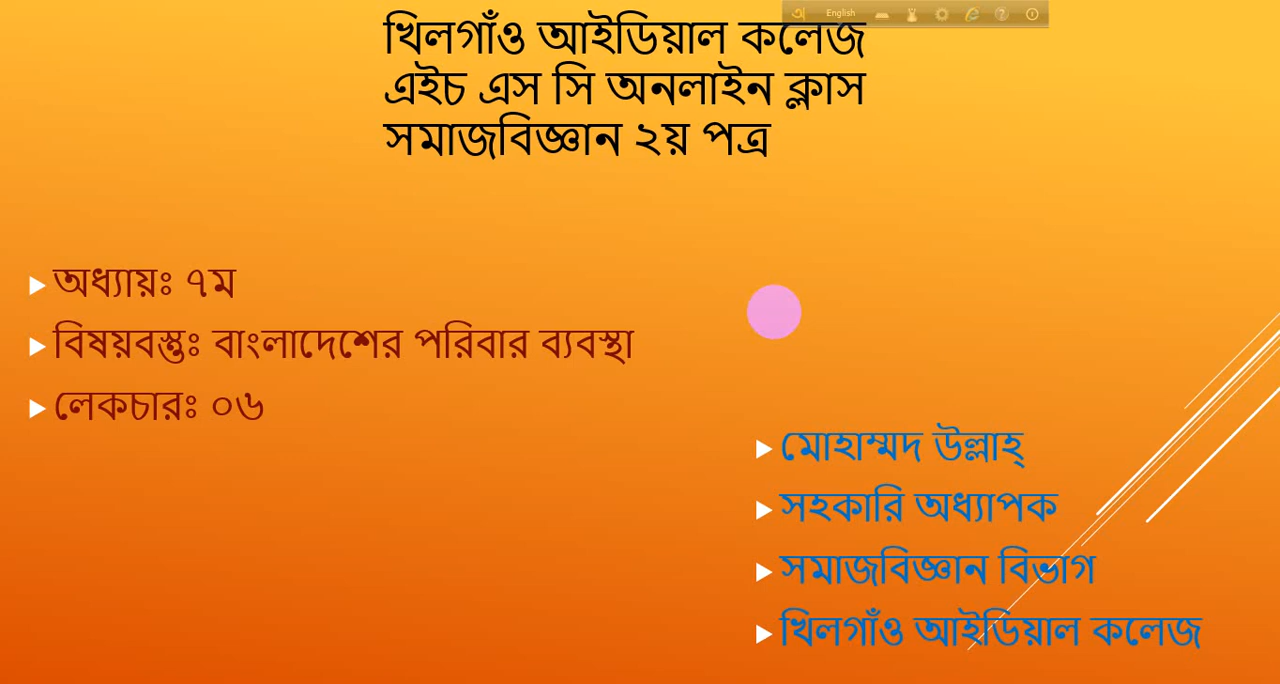 English
খিলগাঁও আইডিয়াল কলেজ
এইচ এস সি অনলাইন ক্লাস
সমাজবিজ্ঞান ২য় পত্র
অধ্যায়ঃ ৭ম
বিষয়বস্তুঃ বাংলাদেশের পরিবার ব্যবস্থা
লেকচারঃ ০৬
মোহাম্মদ উল্লাহ্
সহকারি অধ্যাপক
সমাজবিজ্ঞান বিভাগ
খিলগাঁও আইডিয়াল কলেজ